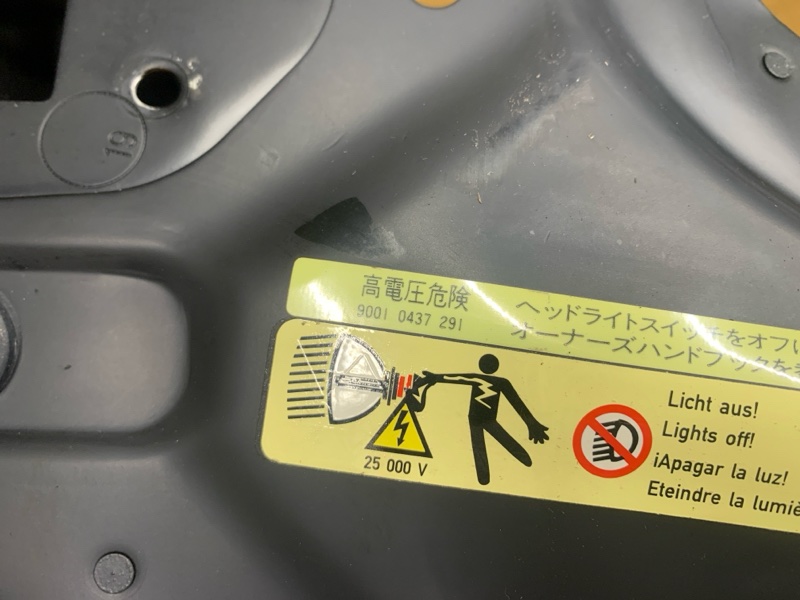 19
高電圧危険
9001 0437 291
ヘッドライトスイッチをオフい
オーナーズハンドブックを
25 000 V
Licht aus!
Lights off!
¡Apagar la luz!
Eteindre la lumiè